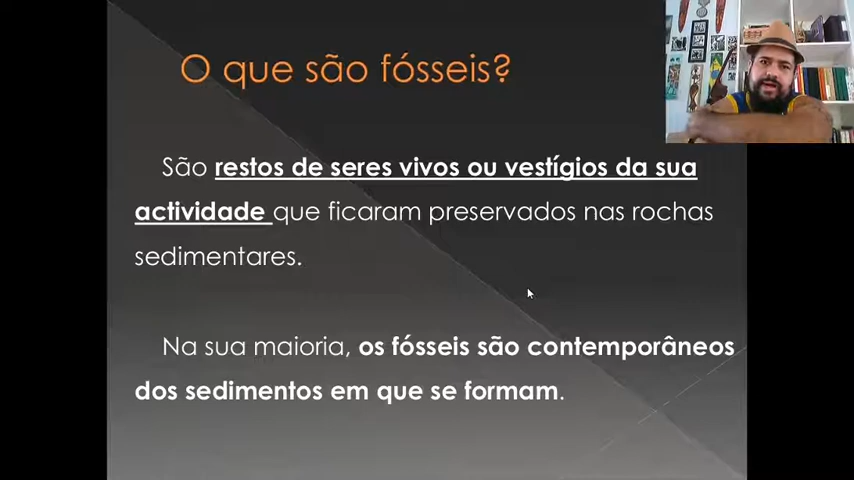 O que são fósseis?
São restos de seres vivos ou vestígios da sua
actividade que ficaram preservados nas rochas
sedimentares.
Na sua maioria, os fósseis são contemporâneos
dos sedimentos em que se formam.